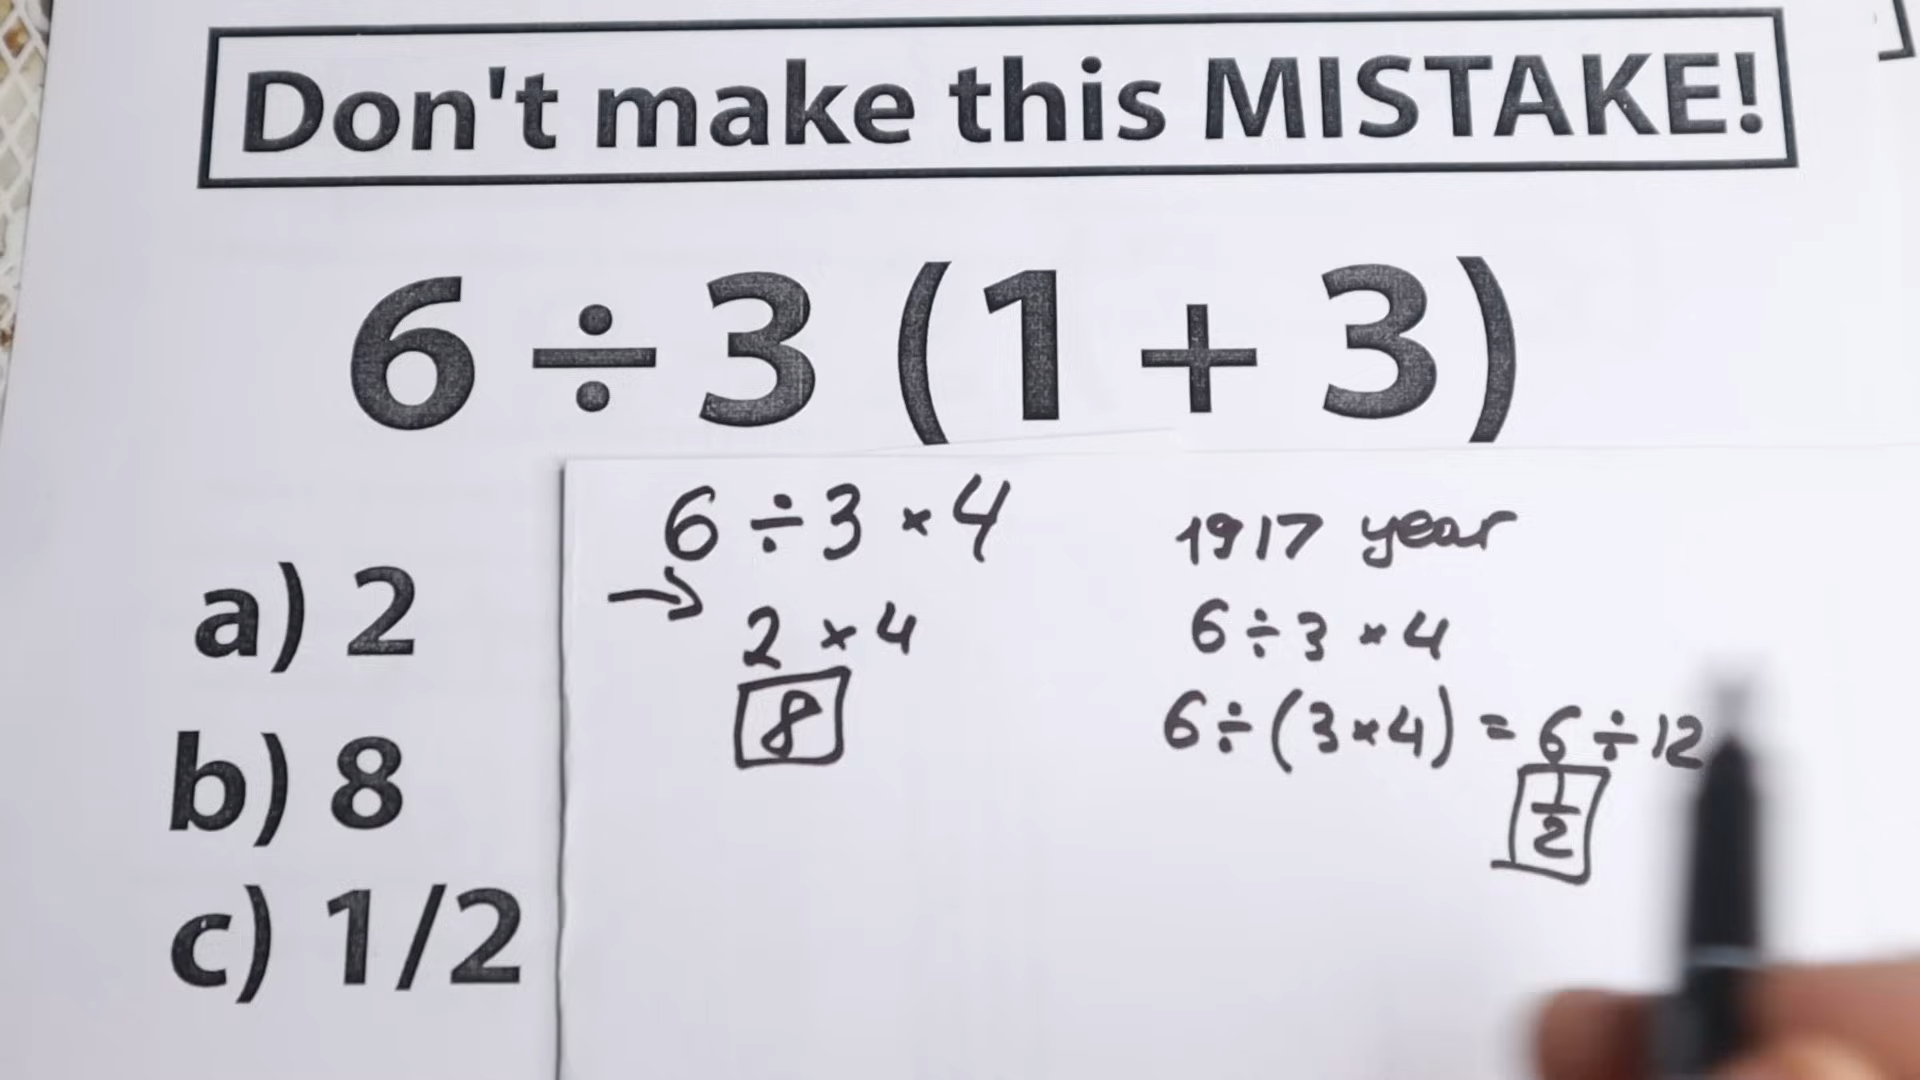 Don't make this MISTAKE!
6 ÷ 3 (1 + 3)
a) 2
b) 8
c) 1/2
6 ÷ 3 × 4
→ 2 × 4
8
1917 year
6 ÷ 3 × 4
6 ÷ (3 × 4) = 6 ÷ 12
1/2